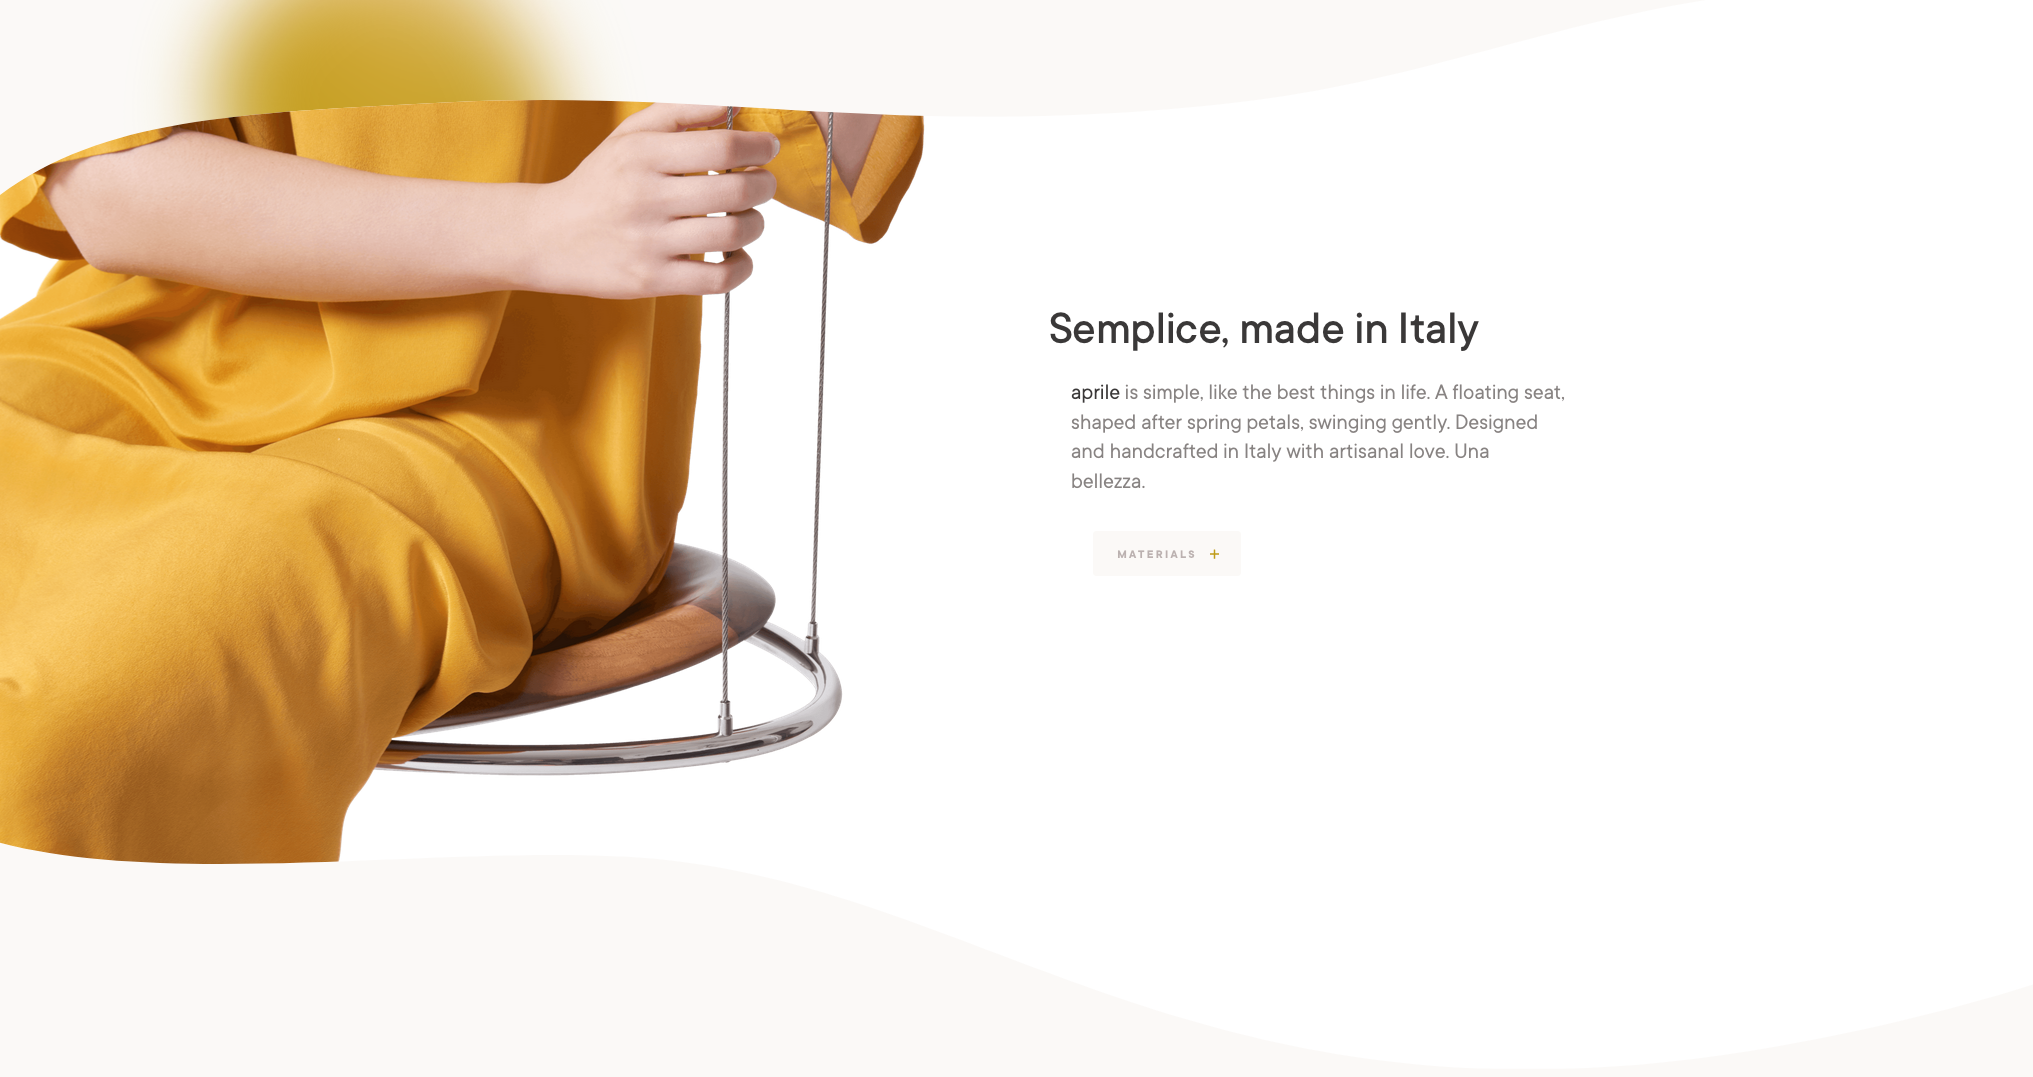 Semplice, made in Italy
aprile is simple, like the best things in life. A floating seat,
shaped after spring petals, swinging gently. Designed
and handcrafted in Italy with artisanal love. Una
bellezza.
MATERIALS +